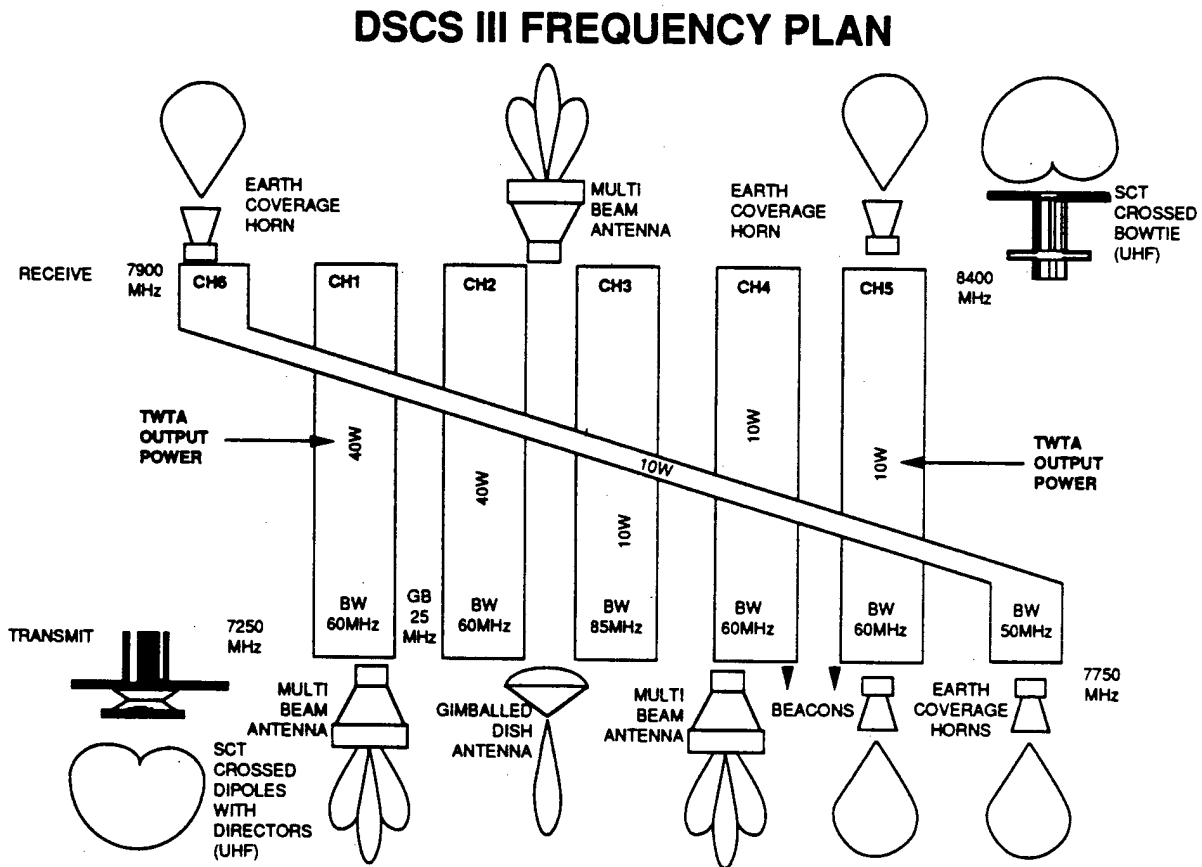 DSCS III FREQUENCY PLAN
EARTH
COVERAGE
HORN
MULTI
BEAM
ANTENNA
EARTH
COVERAGE
HORN
SCT
CROSSED
BOWTIE
(UHF)
RECEIVE
7900
MHz
CH6
CH1
CH2
CH3
CH4
CH5
8400
MHz
TWTA
OUTPUT
POWER
40W
40W
10W
10W
10W
10W
TWTA
OUTPUT
POWER
TRANSMIT
7250
MHz
BW
60MHz
GB
25
MHz
BW
60MHz
BW
85MHz
BW
60MHz
BW
60MHz
BW
50MHz
7750
MHz
MULTI
BEAM
ANTENNA
GIMBALLED
DISH
ANTENNA
MULTI
BEAM
ANTENNA
BEACONS
EARTH
COVERAGE
HORNS
SCT
CROSSED
DIPOLES
WITH
DIRECTORS
(UHF)